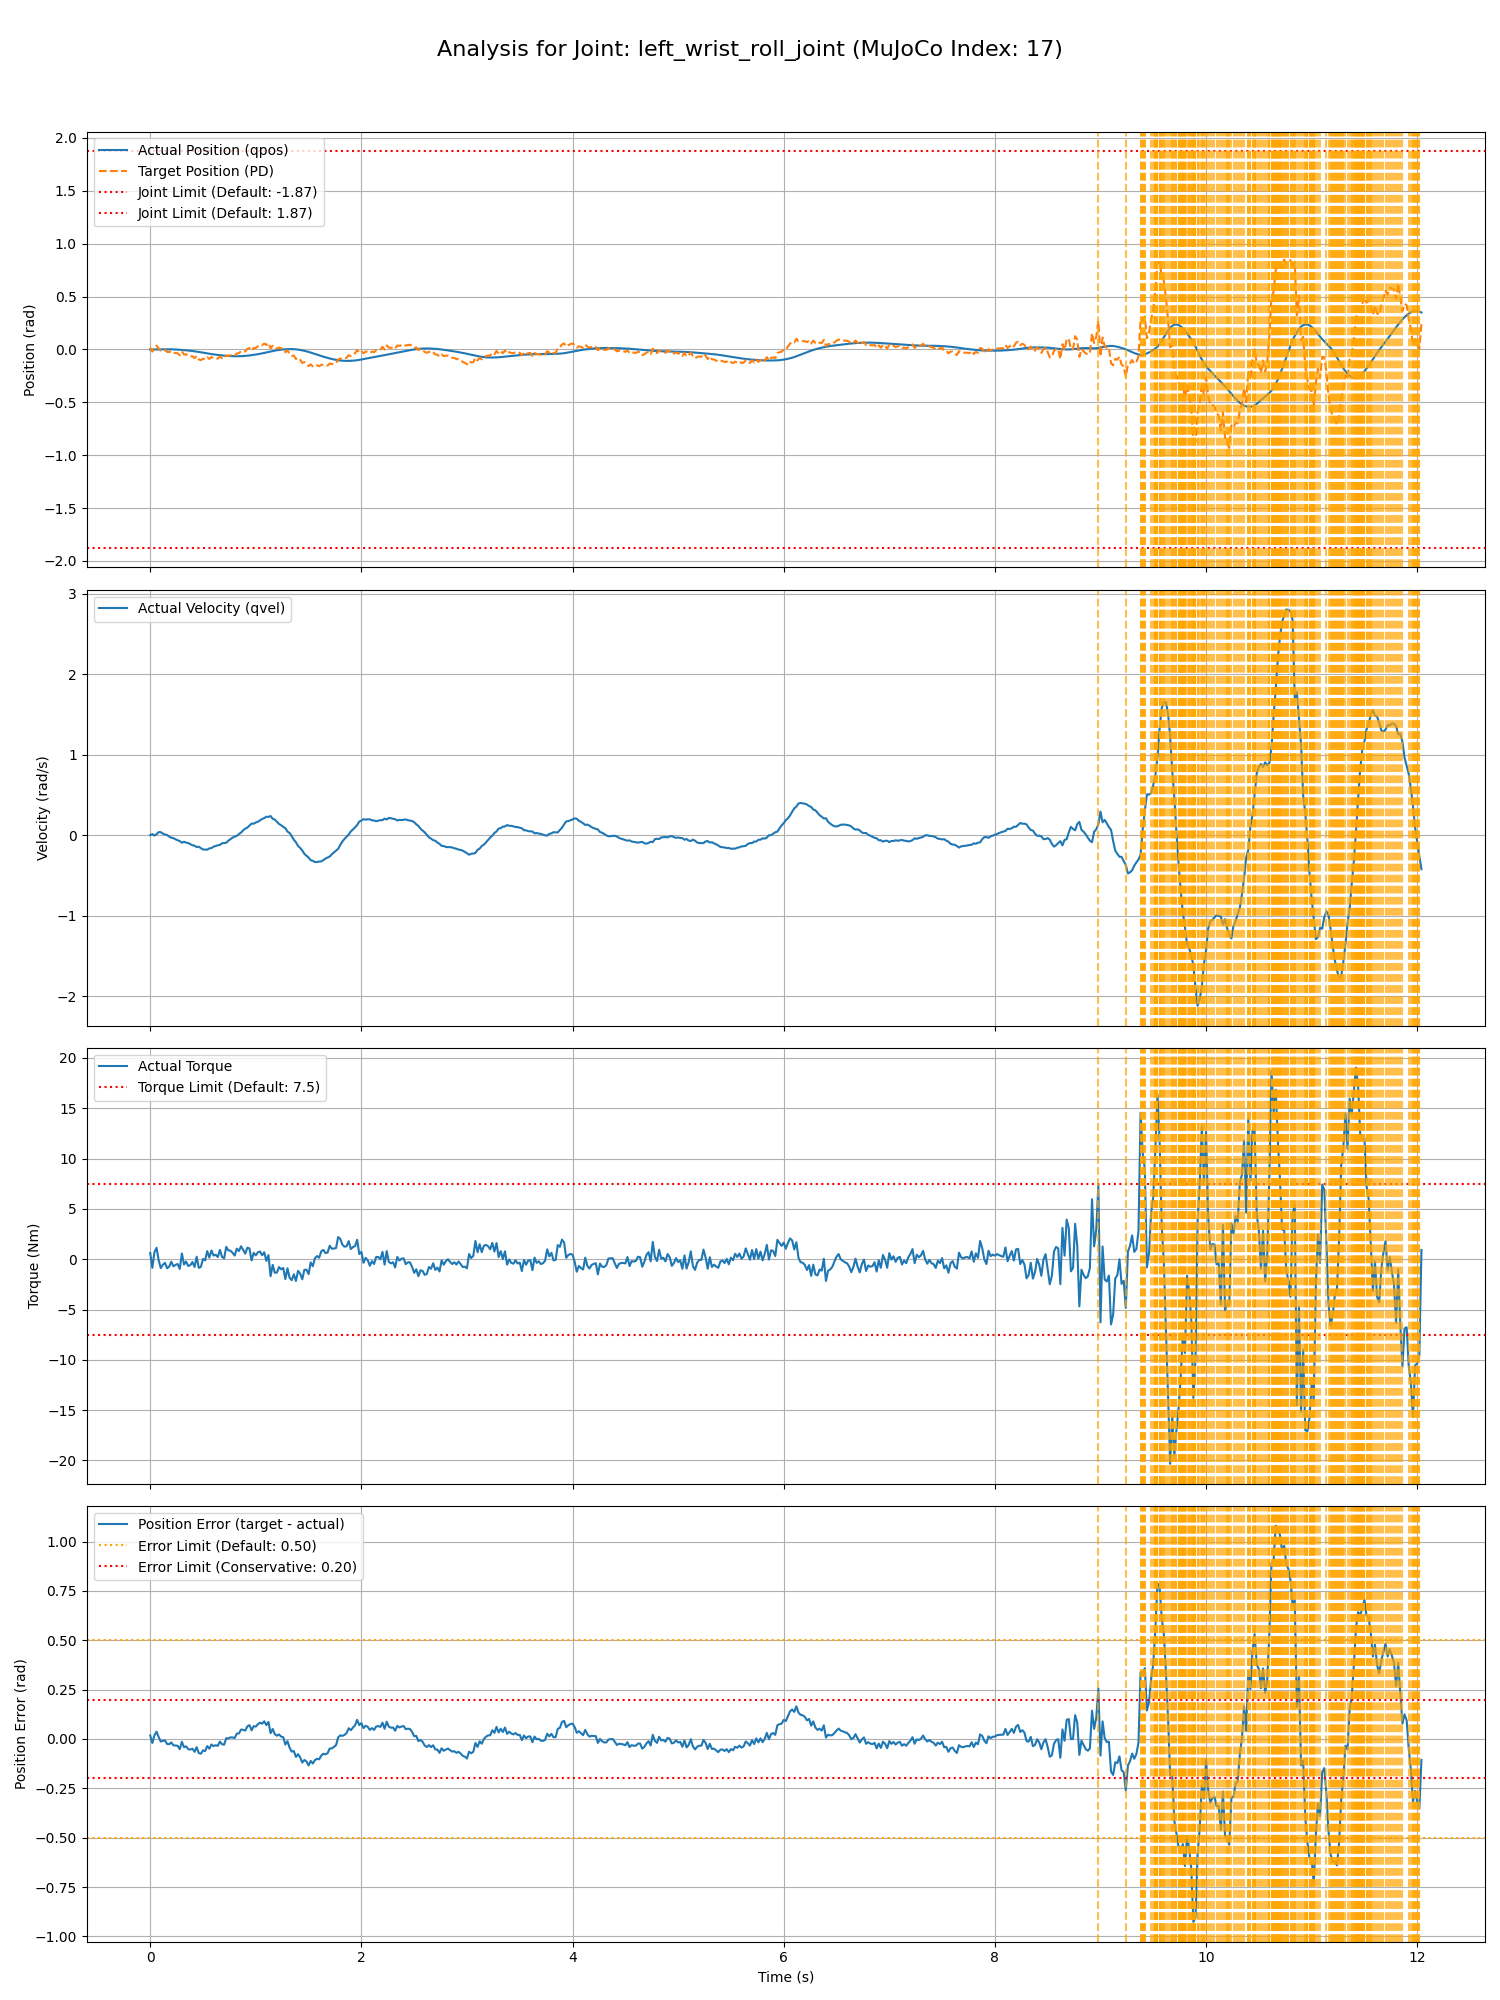 Analysis for Joint: left_wrist_roll_joint (MuJoCo Index: 17)
2.0
1.5
1.0
0.5
0.0
−0.5
−1.0
−1.5
−2.0
Position (rad)
Actual Position (qpos)
Target Position (PD)
Joint Limit (Default: -1.87)
Joint Limit (Default: 1.87)
3
2
1
0
−1
−2
Velocity (rad/s)
Actual Velocity (qvel)
20
15
10
5
0
−5
−10
−15
−20
Torque (Nm)
Actual Torque
Torque Limit (Default: 7.5)
1.00
0.75
0.50
0.25
0.00
−0.25
−0.50
−0.75
−1.00
Position Error (rad)
Position Error (target - actual)
Error Limit (Default: 0.50)
Error Limit (Conservative: 0.20)
0 2 4 6 8 10 12
Time (s)